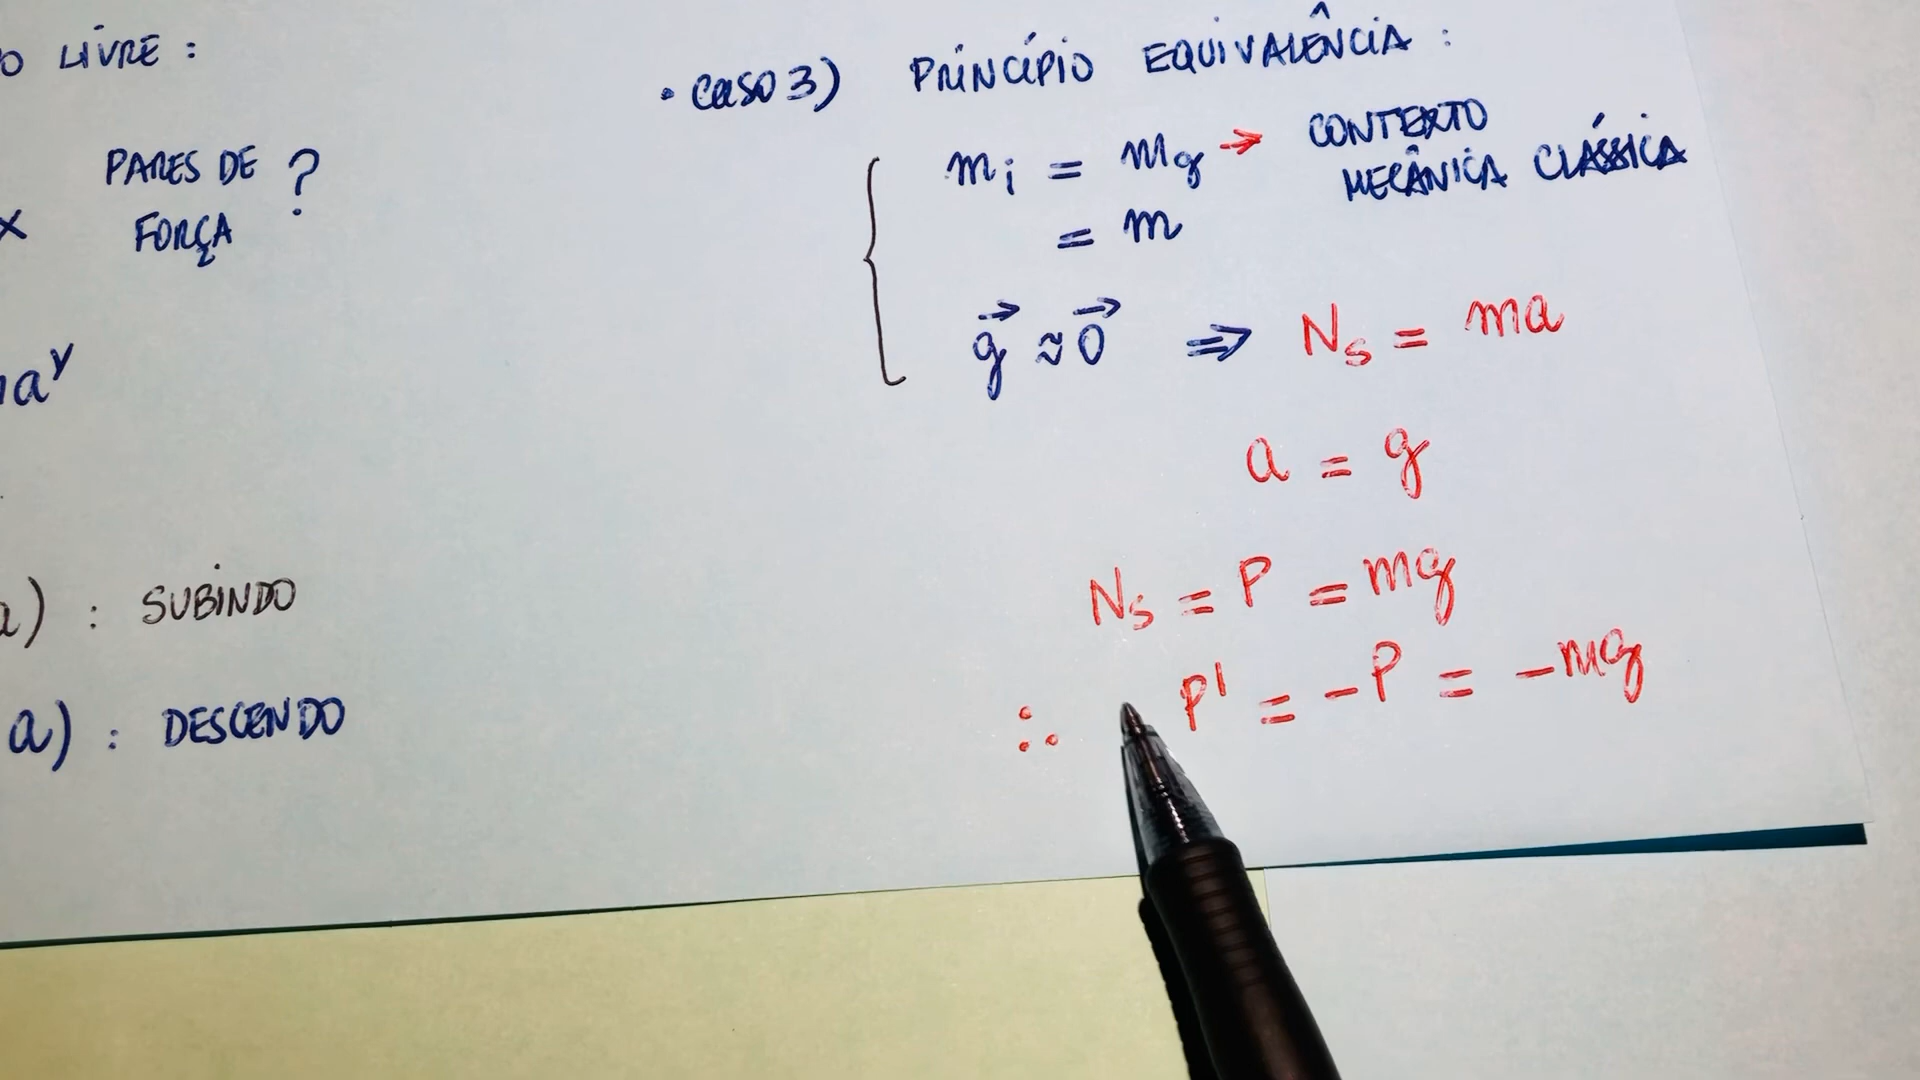 O LIVRE :
PARES DE ?
X FORÇA
ma^y
a) : SUBINDO
a) : DESCENDO
• CASO 3) PRINCÍPIO EQUIVALÊNCIA :
m_i = m_g → CONTEXTO
MECÂNICA CLÁSSICA
= m
g⃗ ≈ 0⃗ ⇒ N_s = ma
a = g
N_s = P = mg
∴ P' = -P = -mg